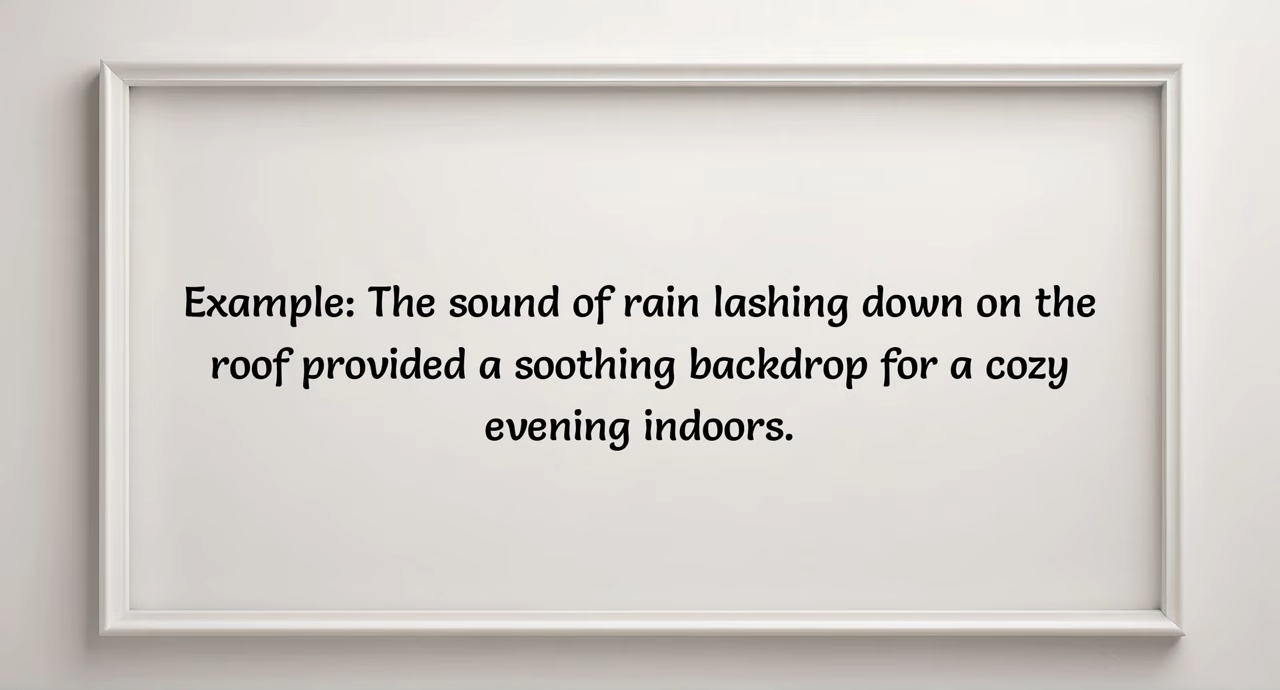 Example: The sound of rain lashing down on the
roof provided a soothing backdrop for a cozy
evening indoors.